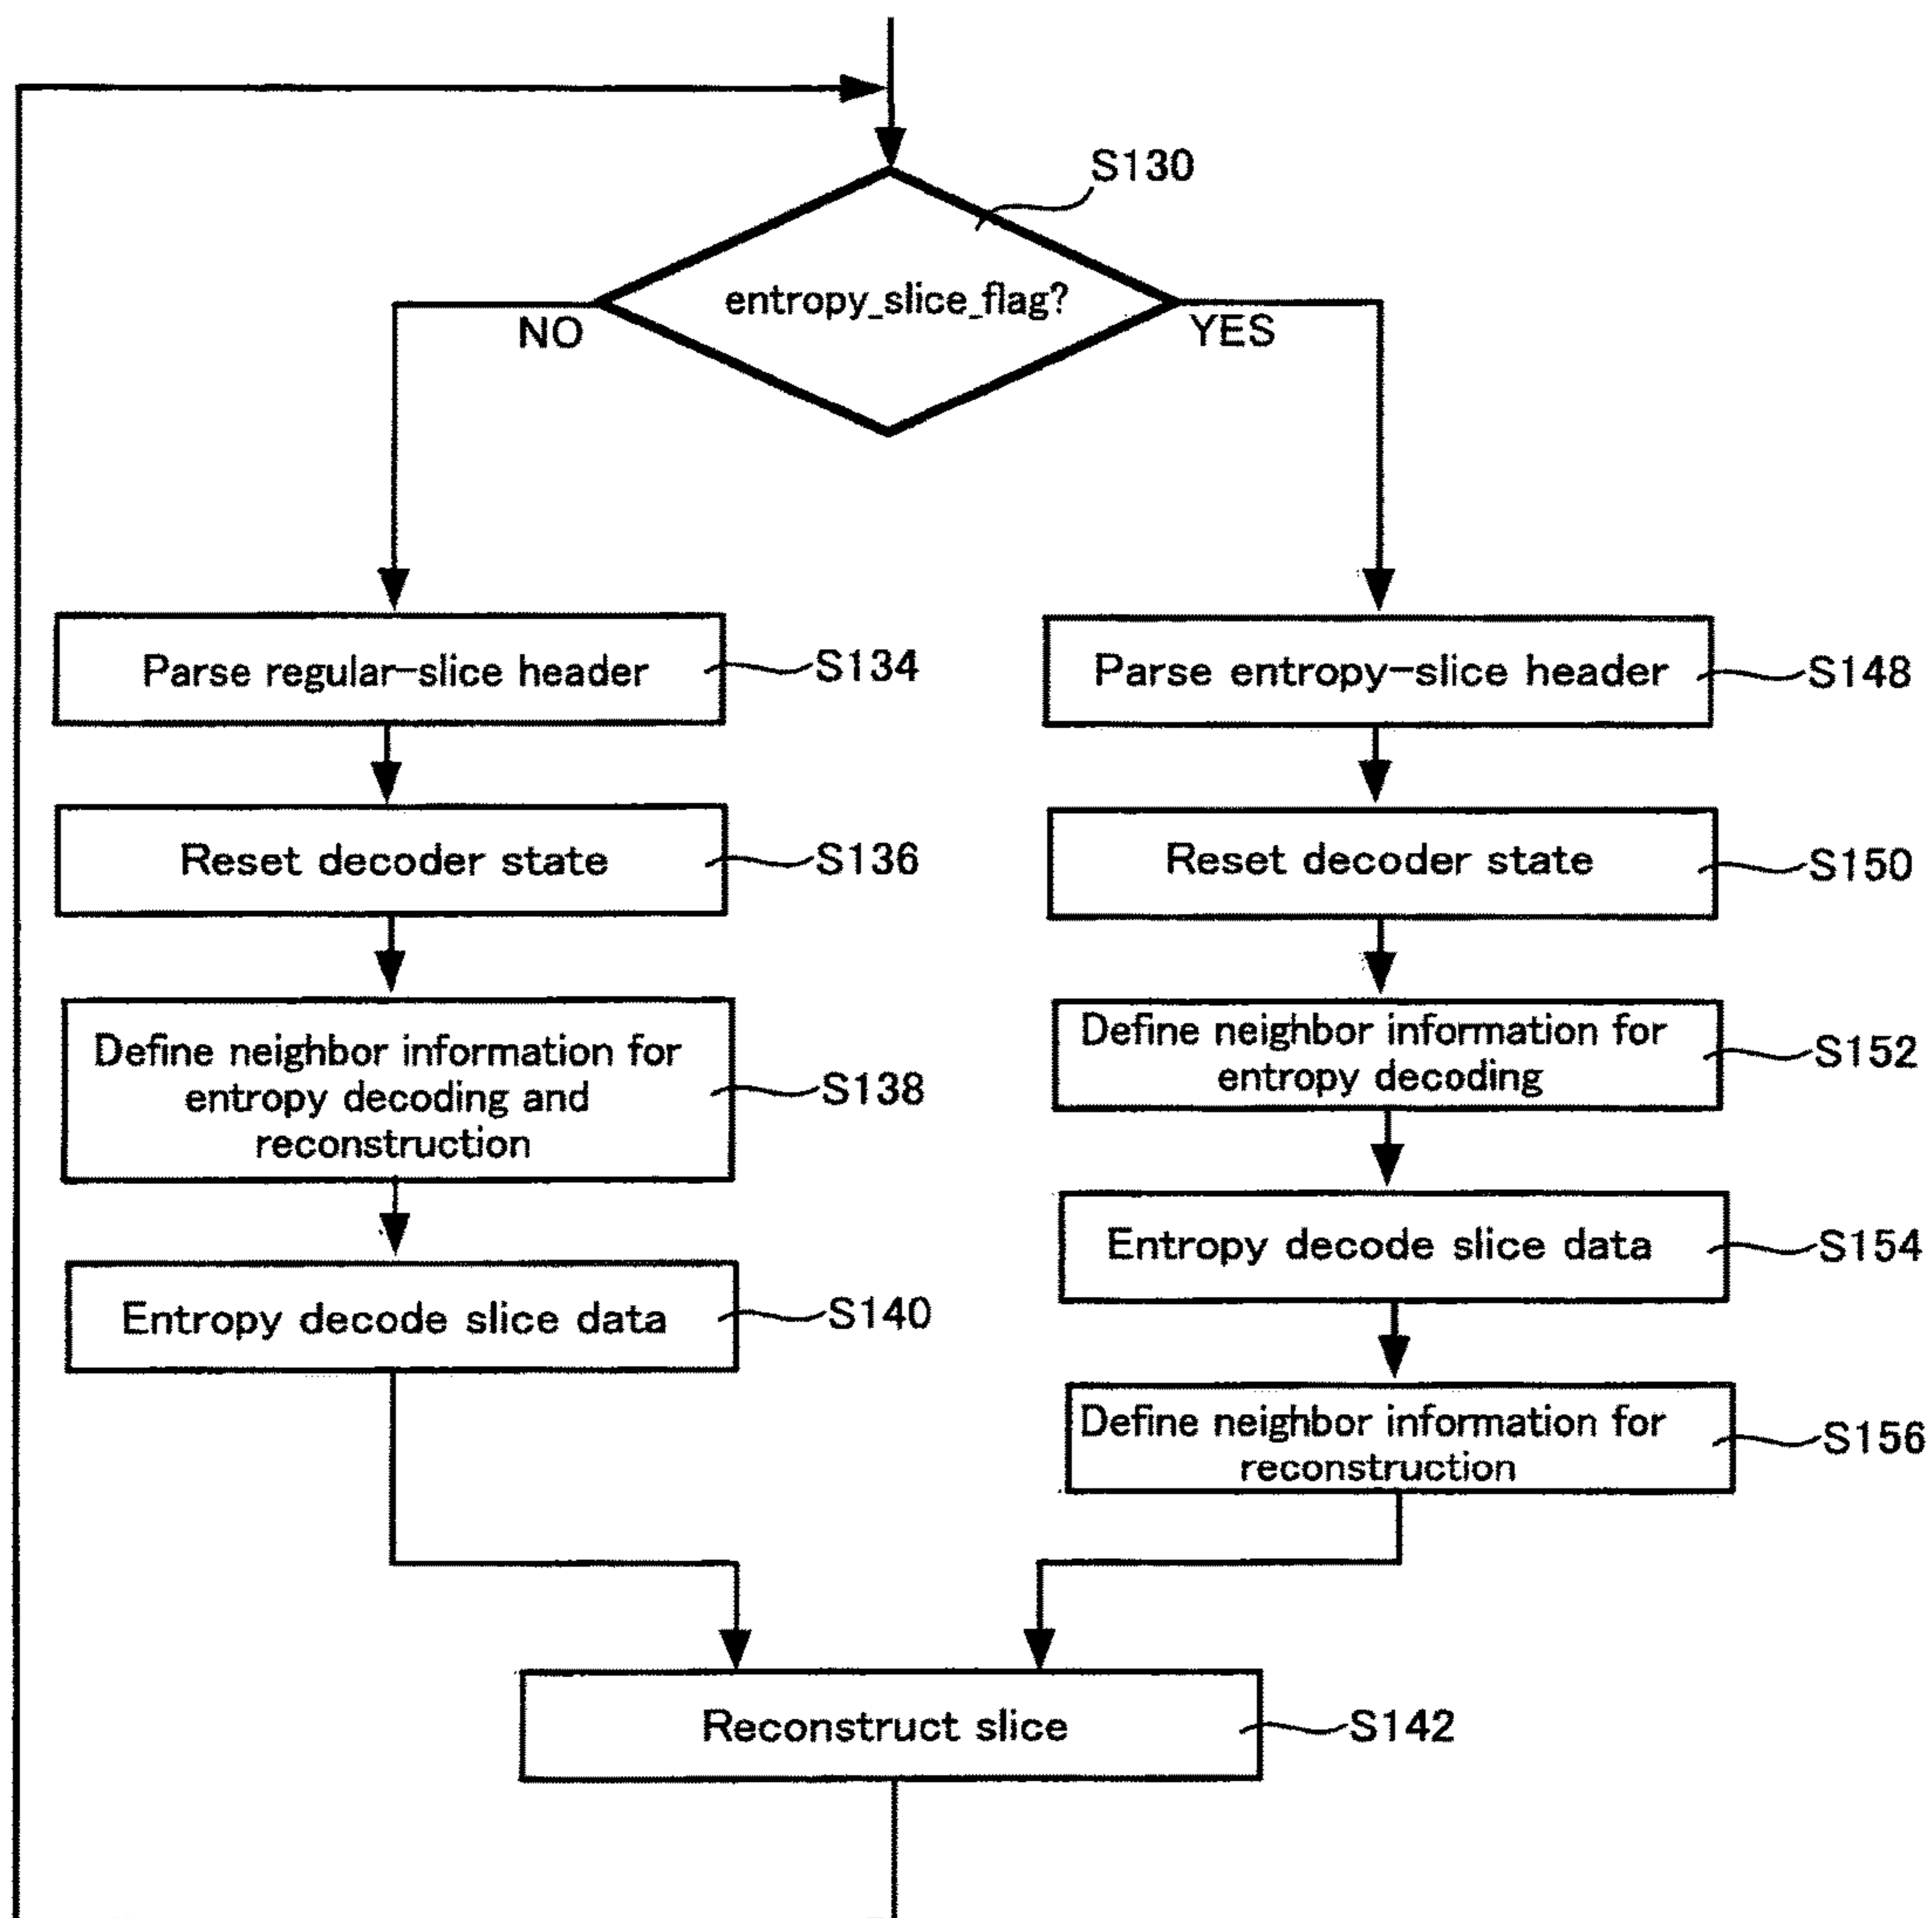 S130
entropy_slice_flag?
NO
YES
Parse regular-slice header
S134
Reset decoder state
S136
Define neighbor information for
entropy decoding and
reconstruction
S138
Entropy decode slice data
S140
Parse entropy-slice header
S148
Reset decoder state
S150
Define neighbor information for
entropy decoding
S152
Entropy decode slice data
S154
Define neighbor information for
reconstruction
S156
Reconstruct slice
S142